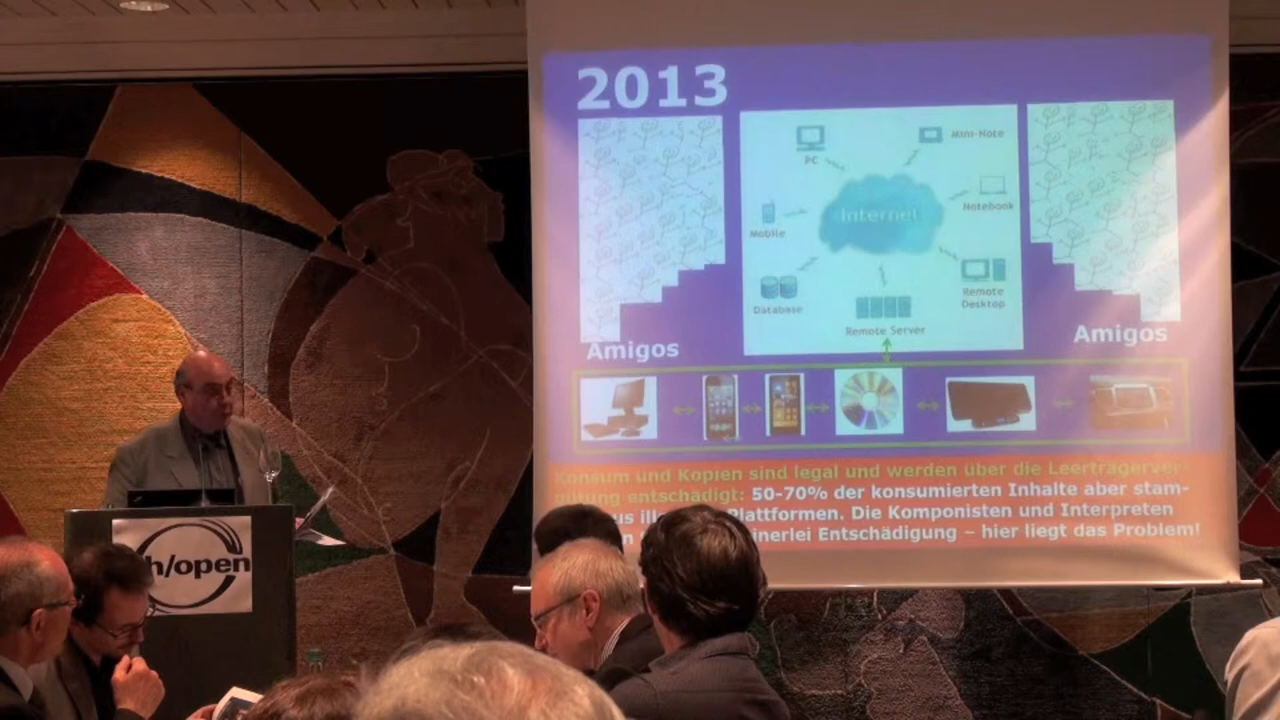 2013
PC
Mini-Note
Internet
Notebook
Mobile
Database
Remote
Desktop
Remote Server
Amigos
Amigos
Konsum und Kopien sind legal und werden über die Leerträgerver-
gütung entschädigt: 50-70% der konsumierten Inhalte aber stam-
Plattformen. Die Komponisten und Interpreten
Entschädigung – hier liegt das Problem!
h/open